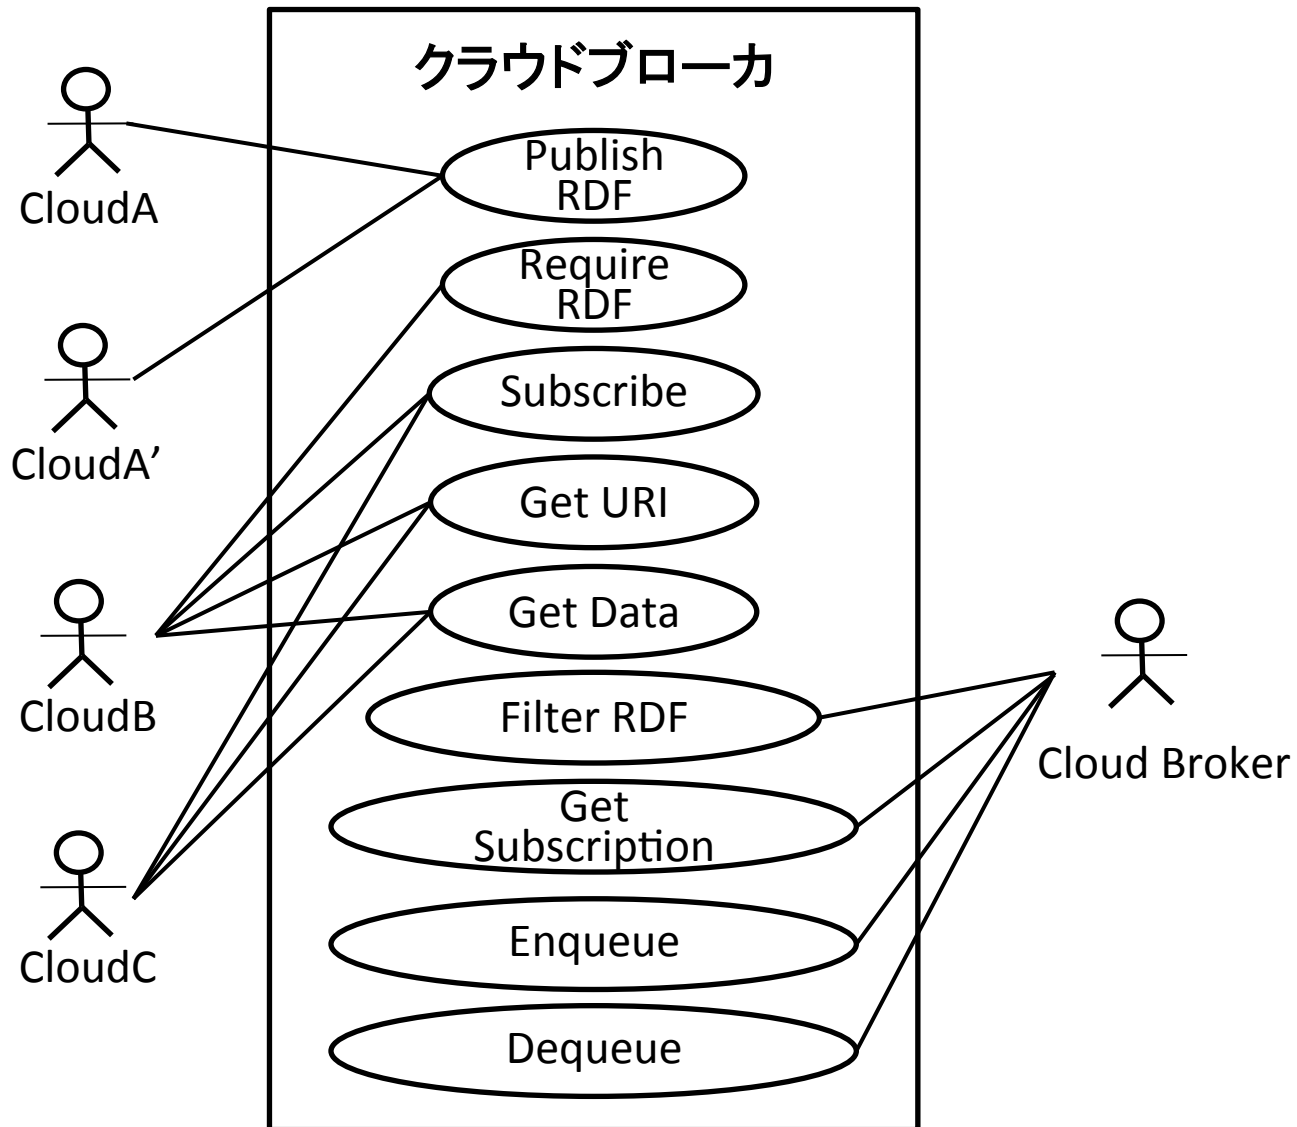 クラウドブローカ
CloudA
Publish
RDF
Require
RDF
CloudA’
Subscribe
Get URI
CloudB
Get Data
Filter RDF
Cloud Broker
Get
Subscription
CloudC
Enqueue
Dequeue